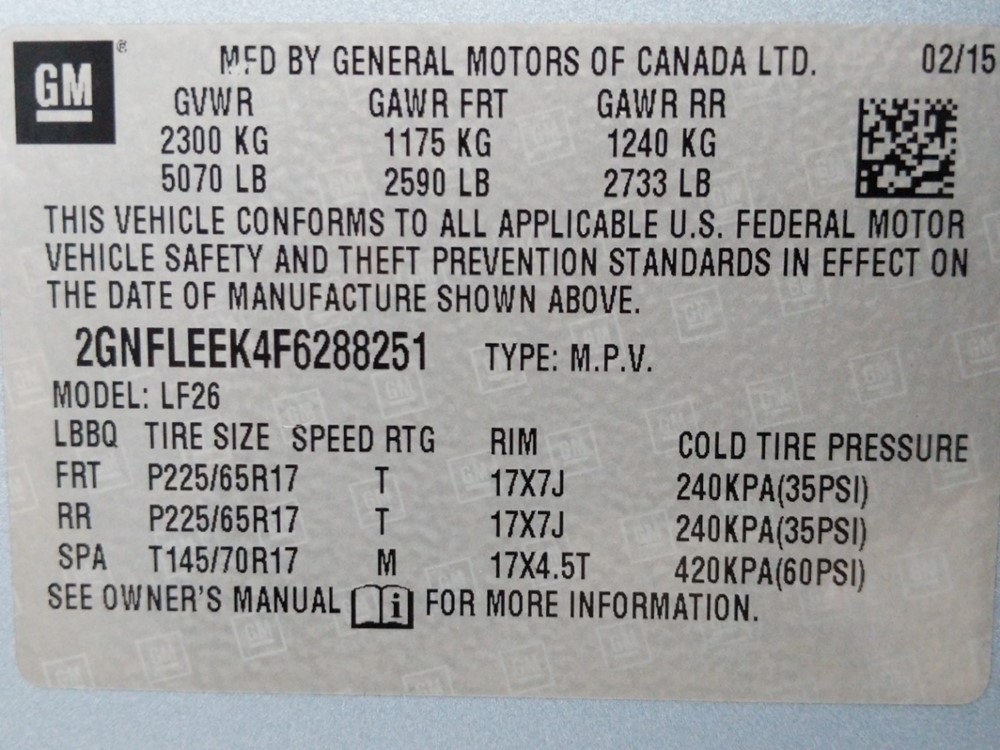 GM® MFD BY GENERAL MOTORS OF CANADA LTD. 02/15
GVWR GAWR FRT GAWR RR
2300 KG 1175 KG 1240 KG
5070 LB 2590 LB 2733 LB
THIS VEHICLE CONFORMS TO ALL APPLICABLE U.S. FEDERAL MOTOR
VEHICLE SAFETY AND THEFT PREVENTION STANDARDS IN EFFECT ON
THE DATE OF MANUFACTURE SHOWN ABOVE.
2GNFLEEK4F6288251 TYPE: M.P.V.
MODEL: LF26
LBBQ TIRE SIZE SPEED RTG RIM COLD TIRE PRESSURE
FRT P225/65R17 T 17X7J 240KPA(35PSI)
RR P225/65R17 T 17X7J 240KPA(35PSI)
SPA T145/70R17 M 17X4.5T 420KPA(60PSI)
SEE OWNER'S MANUAL i FOR MORE INFORMATION.